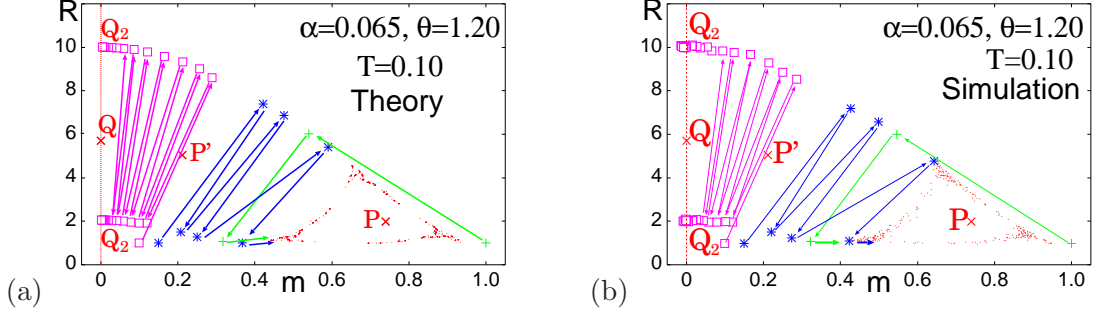 R
Q2
α=0.065, θ=1.20
T=0.10
Theory
Q
P'
P
Q2
10
8
6
4
2
0
0
0.2
0.4
m
0.6
0.8
1.0
(a)
R
Q2
α=0.065, θ=1.20
T=0.10
Simulation
Q
P'
P
Q2
10
8
6
4
2
0
0
0.2
0.4
m
0.6
0.8
1.0
(b)